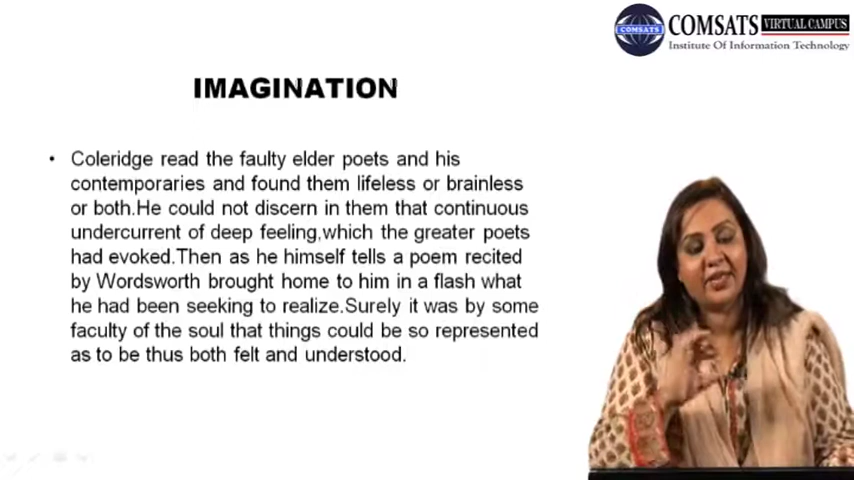 COMSATS VIRTUAL CAMPUS
COMSATS
Institute Of Information Technology
IMAGINATION
• Coleridge read the faulty elder poets and his
contemporaries and found them lifeless or brainless
or both.He could not discern in them that continuous
undercurrent of deep feeling,which the greater poets
had evoked.Then as he himself tells a poem recited
by Wordsworth brought home to him in a flash what
he had been seeking to realize.Surely it was by some
faculty of the soul that things could be so represented
as to be thus both felt and understood.